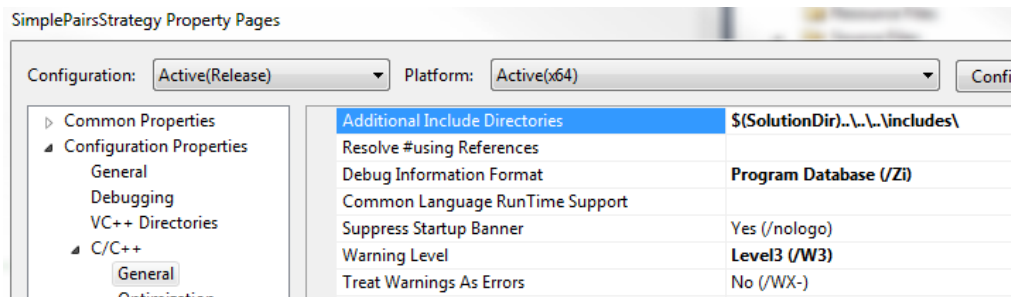 SimplePairsStrategy Property Pages
Configuration: Active(Release) Platform: Active(x64)
Common Properties
Configuration Properties
General
Debugging
VC++ Directories
C/C++
General
Optimization
Additional Include Directories $(SolutionDir)..\..\..\includes\
Resolve #using References
Debug Information Format Program Database (/Zi)
Common Language RunTime Support
Suppress Startup Banner Yes (/nologo)
Warning Level Level3 (/W3)
Treat Warnings As Errors No (/WX-)